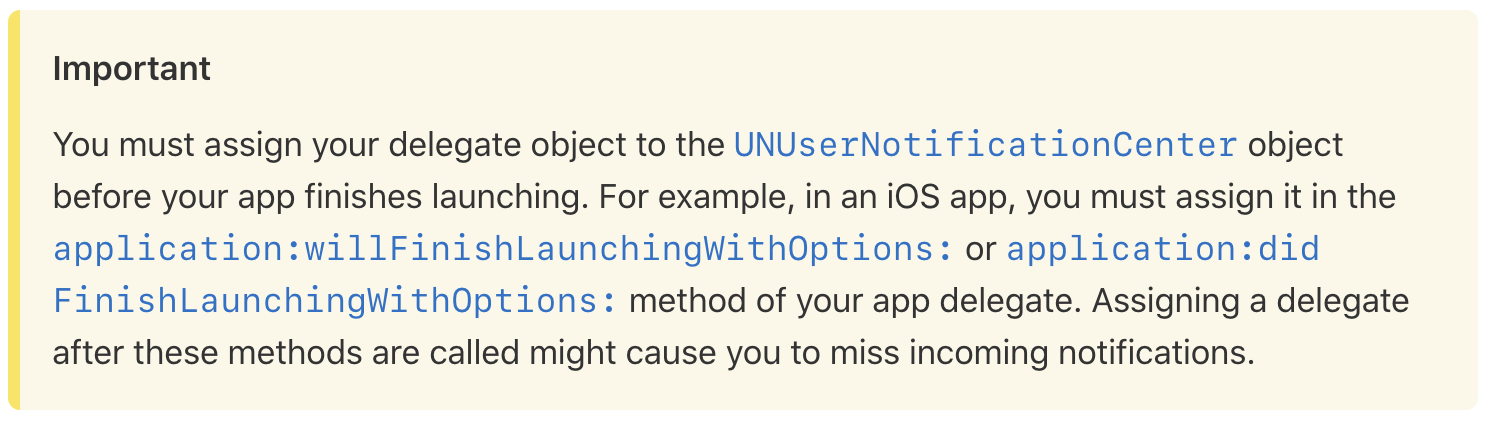 Important
You must assign your delegate object to the UNUserNotificationCenter object
before your app finishes launching. For example, in an iOS app, you must assign it in the
application:willFinishLaunchingWithOptions: or application:did
FinishLaunchingWithOptions: method of your app delegate. Assigning a delegate
after these methods are called might cause you to miss incoming notifications.